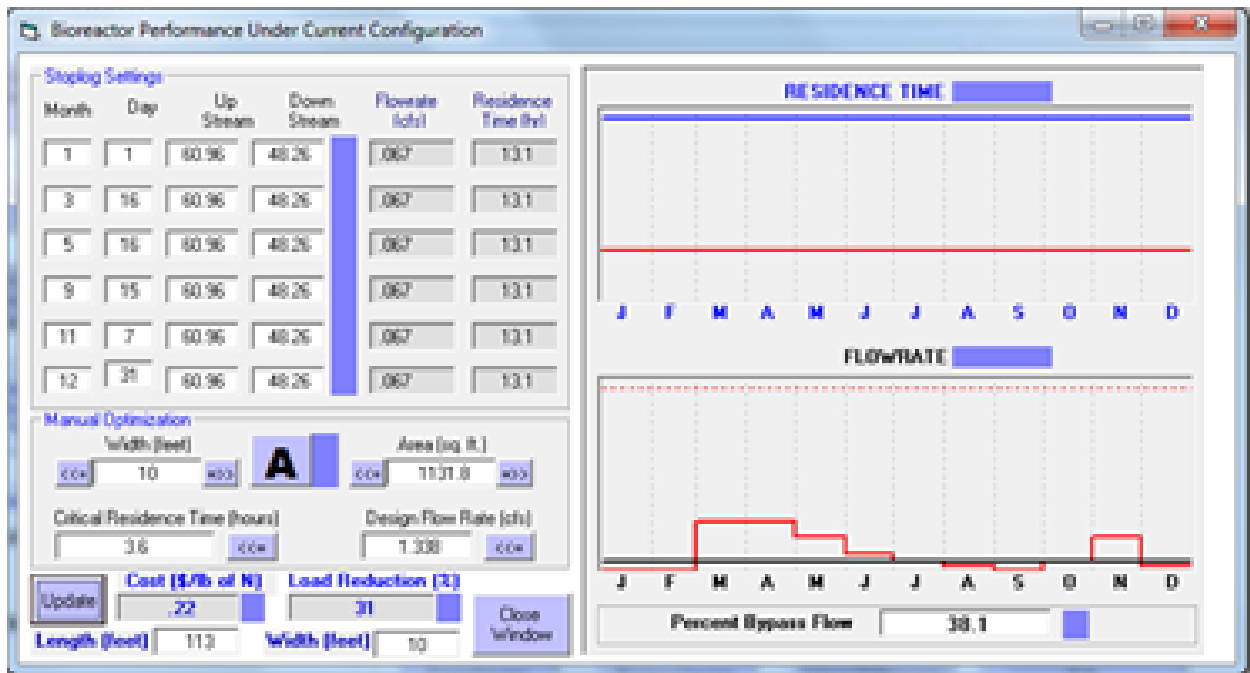 Bioreactor Performance Under Current Configuration
Stoplog Settings
Month Day Up Stream Down Stream Flowrate (cfs) Residence Time (hr)
1 1 60.96 48.26 .067 13.1
3 16 60.96 48.26 .067 13.1
5 16 60.96 48.26 .067 13.1
9 15 60.96 48.26 .067 13.1
11 7 60.96 48.26 .067 13.1
12 31 60.96 48.26 .067 13.1
Manual Optimization
Width (feet) Area (sq. ft.)
10 A 1131.8
Critical Residence Time (hours) Design Flow Rate (cfs)
3.6 1.338
Update
Cost ($/lb of N) Load Reduction (%)
.22 31
Length (feet) 113 Width (feet) 10
Close Window
RESIDENCE TIME
J F M A M J J A S O N D
FLOWRATE
J F M A M J J A S O N D
Percent Bypass Flow 38.1